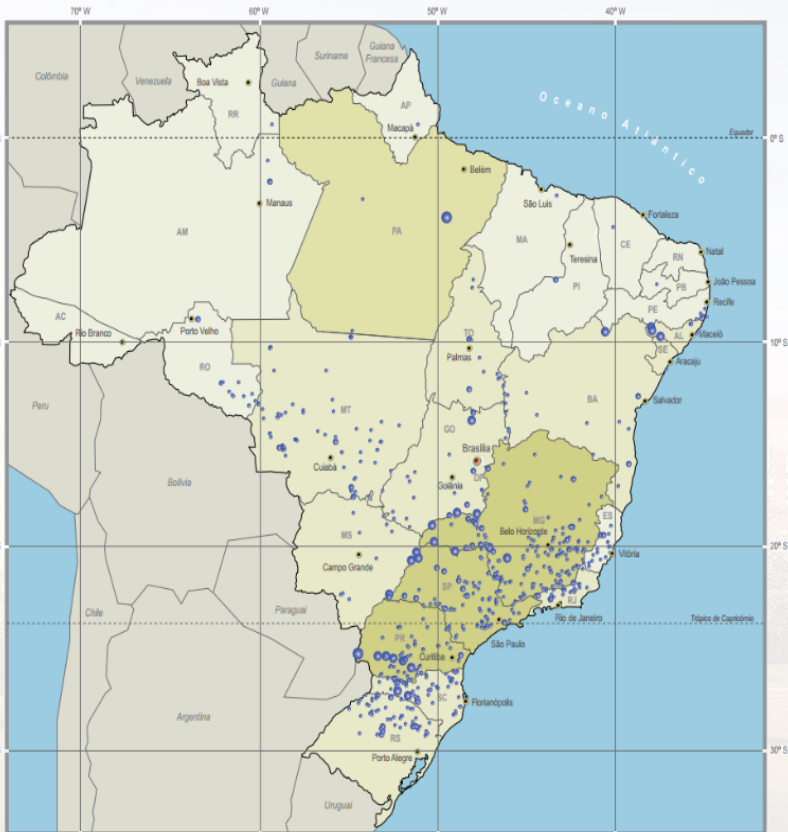 70° W
60° W
50° W
40° W
Colômbia
Venezuela
Guiana
Suriname
Guiana
Francesa
Boa Vista
RR
AP
Macapá
Oceano Atlântico
Equador
0° S
Belém
Manaus
AM
PA
São Luis
Fortaleza
MA
Teresina
CE
RN
Natal
PI
PB
João Pessoa
PE
Recife
AC
Rio Branco
Porto Velho
TO
AL
Maceió
SE
10° S
Palmas
Aracaju
RO
Peru
MT
BA
Salvador
GO
Brasília
Cuiabá
DF
Goiânia
Bolívia
MG
ES
MS
Belo Horizonte
20° S
Vitória
Campo Grande
SP
RJ
Rio de Janeiro
Chile
Paraguai
Trópico de Capricórnio
São Paulo
PR
Curitiba
SC
Florianópolis
Argentina
RS
30° S
Porto Alegre
Uruguai